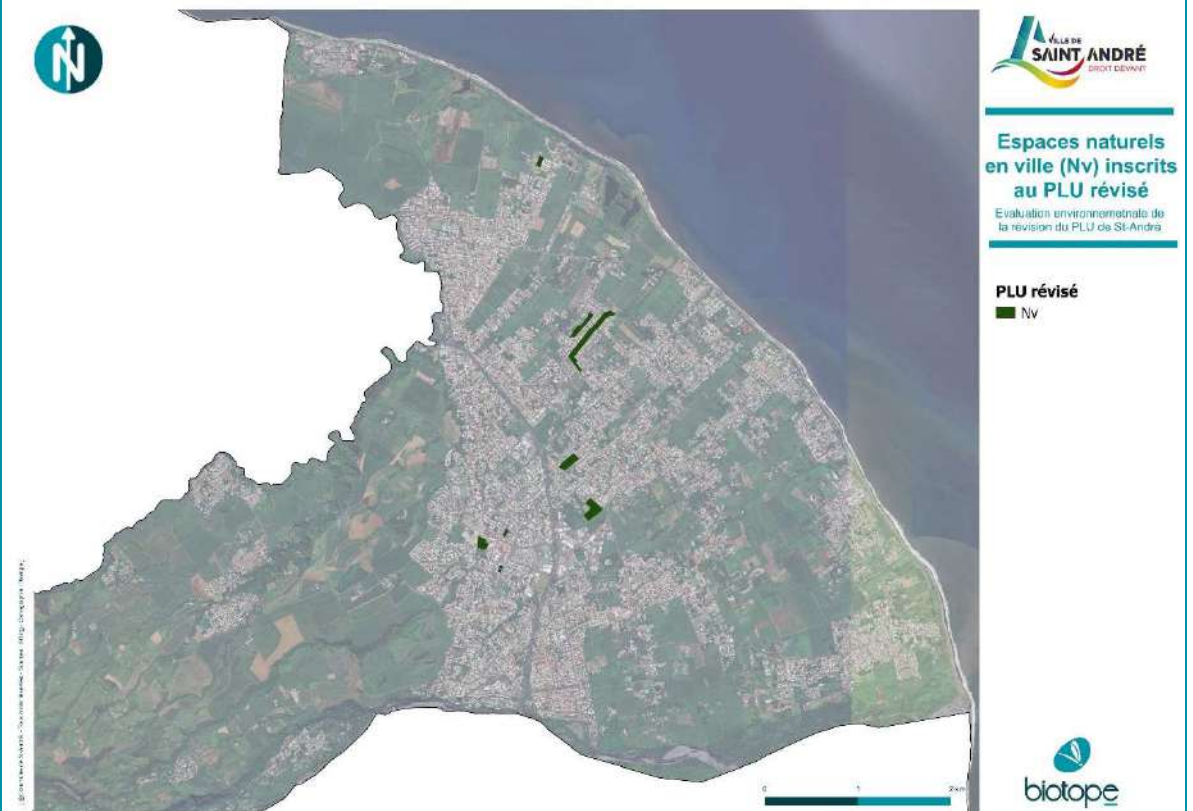 N
VILLE DE
SAINT ANDRÉ
DROIT DEVANT
Espaces naturels
en ville (Nv) inscrits
au PLU révisé
Evaluation environnemetnale de
la révision du PLU de St-André
PLU révisé
Nv
0 1 2 km
biotope